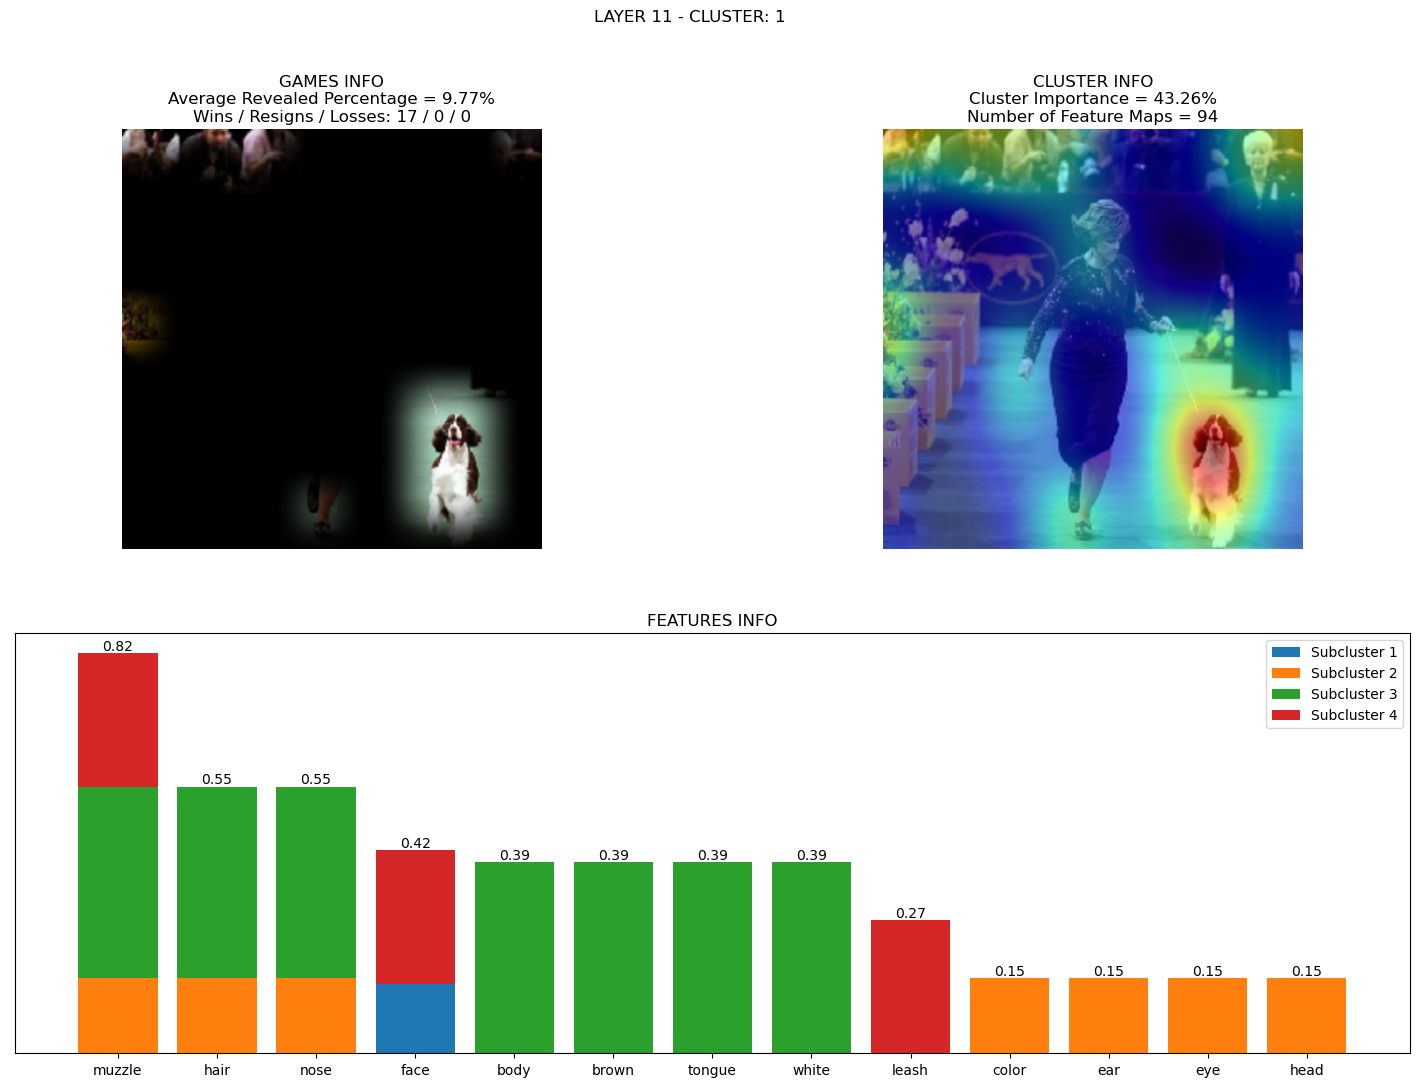 LAYER 11 - CLUSTER: 1
GAMES INFO
Average Revealed Percentage = 9.77%
Wins / Resigns / Losses: 17 / 0 / 0
CLUSTER INFO
Cluster Importance = 43.26%
Number of Feature Maps = 94
FEATURES INFO
Subcluster 1
Subcluster 2
Subcluster 3
Subcluster 4
0.82
0.55
0.55
0.42
0.39
0.39
0.39
0.39
0.27
0.15
0.15
0.15
0.15
muzzle
hair
nose
face
body
brown
tongue
white
leash
color
ear
eye
head